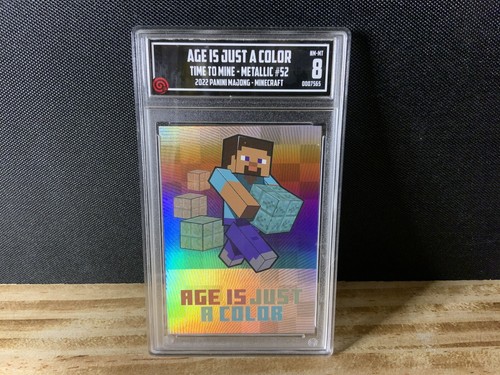 AGE IS JUST A COLOR
TIME TO MINE - METALLIC #52
2022 PANINI MAJONG - MINECRAFT
NM-MT
8
0007565
AGE IS JUST
A COLOR